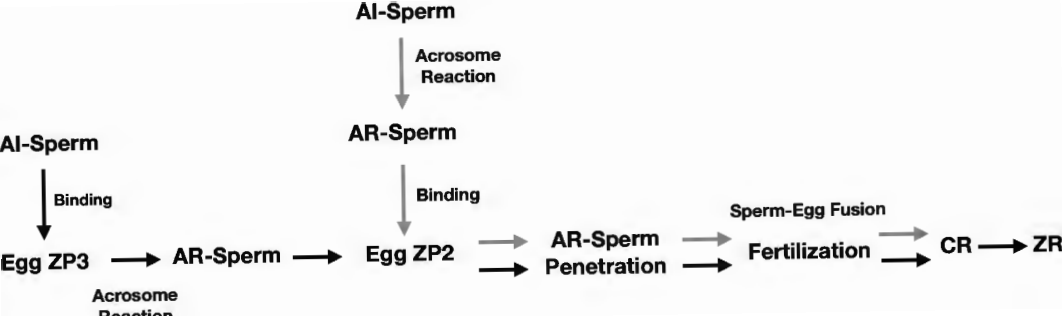 AI-Sperm
Acrosome
Reaction
AR-Sperm
AI-Sperm
Binding
Binding
Sperm-Egg Fusion
Egg ZP3
AR-Sperm
Egg ZP2
AR-Sperm
Penetration
Fertilization
CR
ZR
Acrosome
Reaction